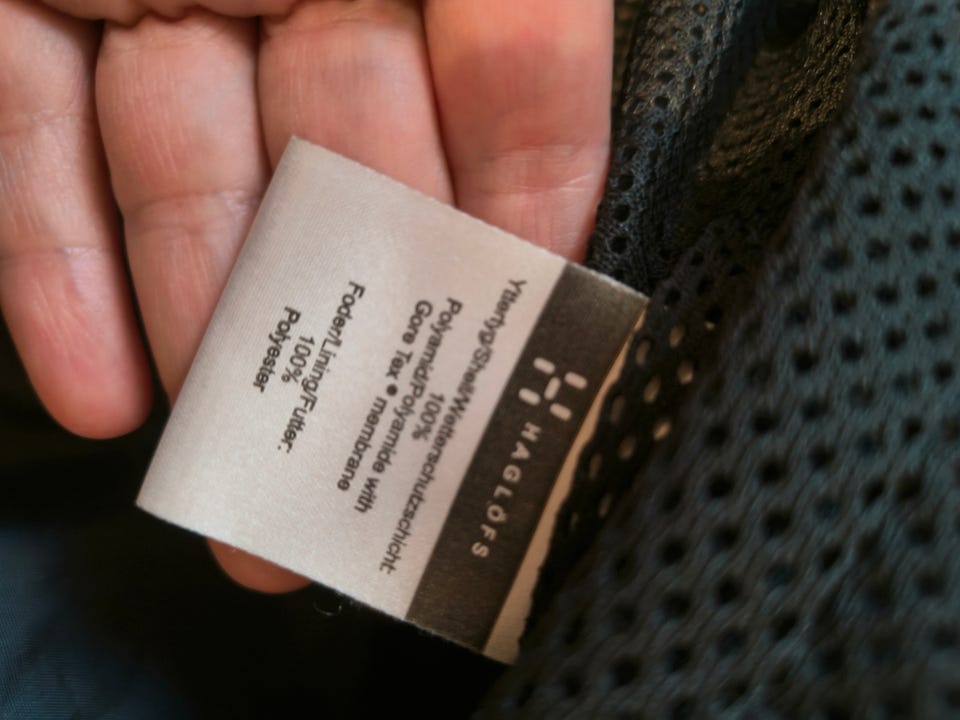 HAGLÖFS
Yttertyg/Shell/Wetterschutzschicht:
100%
Polyamid/Polyamide with
Gore Tex ● membrane
Foder/Lining/Futter:
100%
Polyester